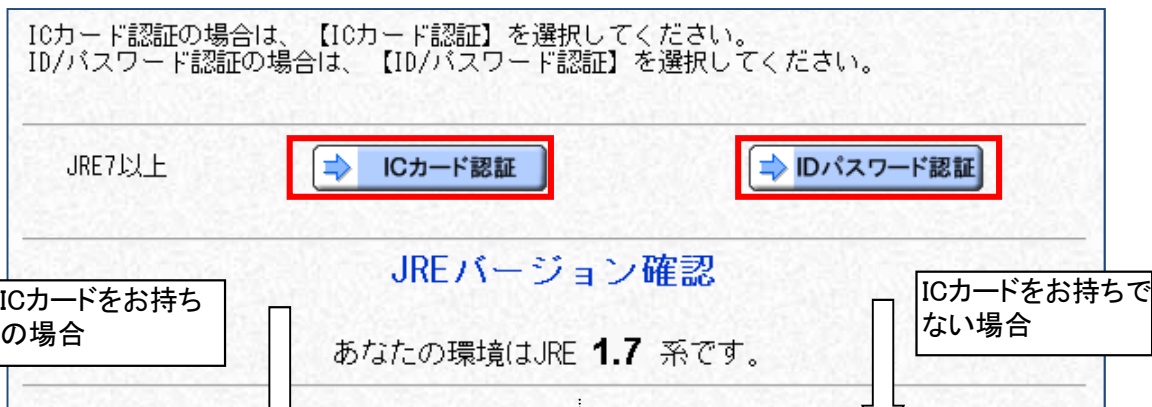 ICカード認証の場合は、【ICカード認証】を選択してください。
ID/パスワード認証の場合は、【ID/パスワード認証】を選択してください。
JRE7以上
ICカード認証
IDパスワード認証
JREバージョン確認
ICカードをお持ち
の場合
ICカードをお持ちで
ない場合
あなたの環境はJRE 1.7 系です。